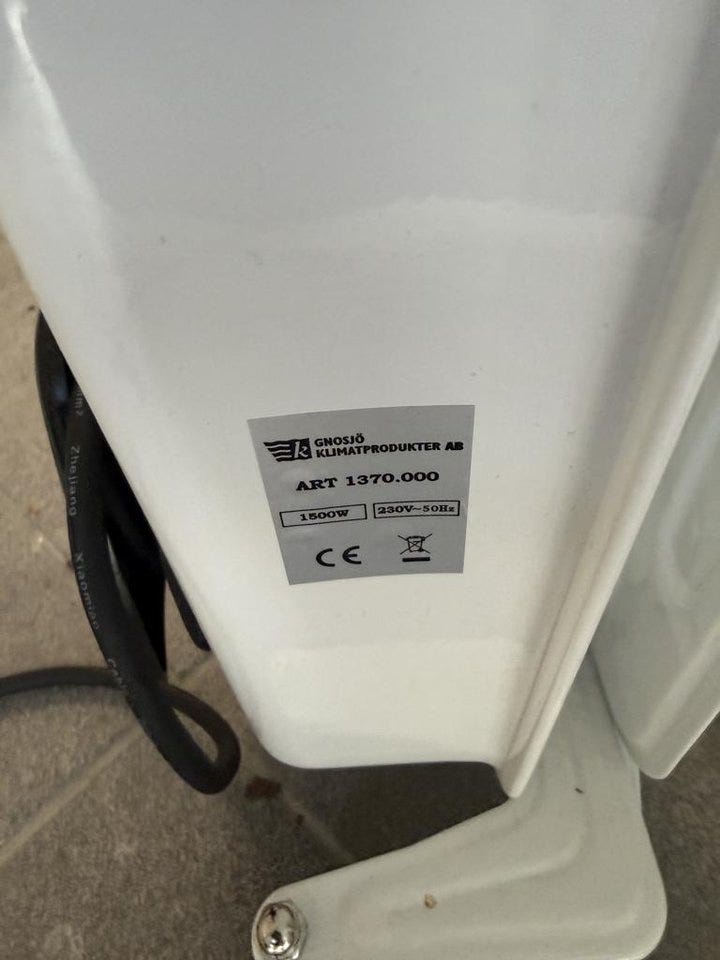 k GNOSJÖ
KLIMATPRODUKTER AB
ART 1370.000
1500W 230V~50Hz
CE
Zhejiang